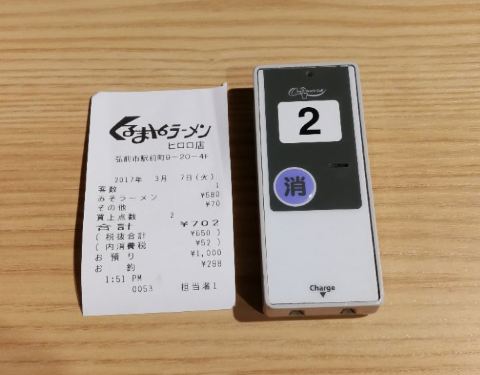 くるまやラーメン
ヒロロ店
弘前市駅前町9-20-4F
2017年 3月 7日(火)
客数 1
みそラーメン ¥580
その他 ¥70
買上点数 2
合計 ¥702
(税抜合計 ¥650)
(内消費税 ¥52)
お預り ¥1,000
お釣 ¥298
1:51 PM
0053 担当者1
2
消
Charge